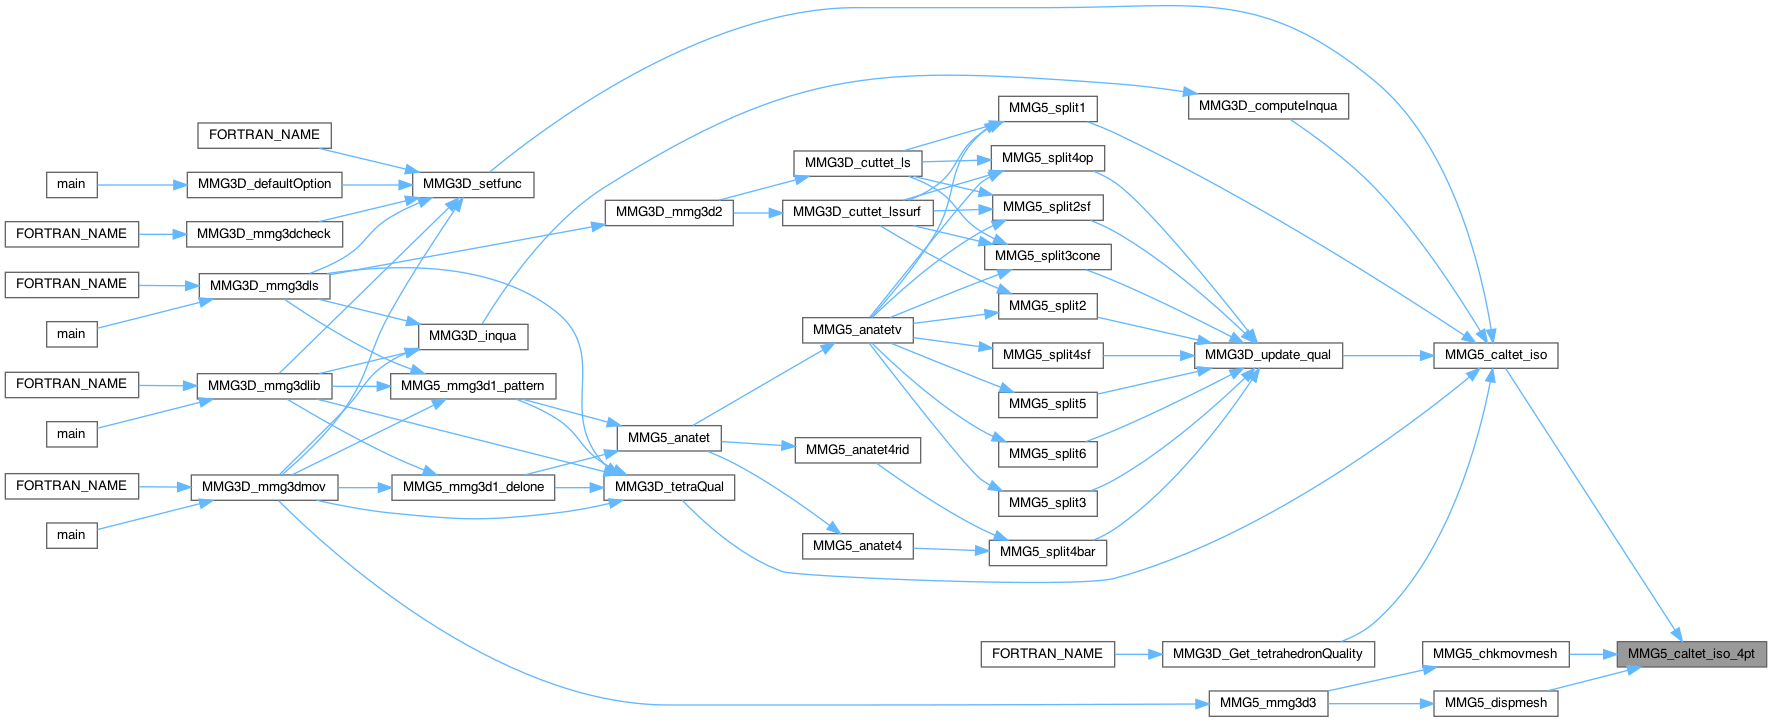 MMG5_split1
MMG3D_computeInqua
FORTRAN_NAME
MMG3D_cuttet_ls
MMG5_split4op
main
MMG3D_defaultOption
MMG3D_setfunc
MMG3D_mmg3d2
MMG3D_cuttet_lssurf
MMG5_split2sf
FORTRAN_NAME
MMG3D_mmg3dcheck
MMG5_split3cone
FORTRAN_NAME
MMG3D_mmg3dls
MMG5_split2
main
MMG3D_inqua
MMG5_anatetv
MMG5_split4sf
MMG3D_update_qual
MMG5_caltet_iso
FORTRAN_NAME
MMG3D_mmg3dlib
MMG5_mmg3d1_pattern
MMG5_split5
main
MMG5_anatet
MMG5_anatet4rid
MMG5_split6
FORTRAN_NAME
MMG3D_mmg3dmov
MMG5_mmg3d1_delone
MMG3D_tetraQual
MMG5_split3
main
MMG5_anatet4
MMG5_split4bar
FORTRAN_NAME
MMG3D_Get_tetrahedronQuality
MMG5_chkmovmesh
MMG5_caltet_iso_4pt
MMG5_mmg3d3
MMG5_dispmesh